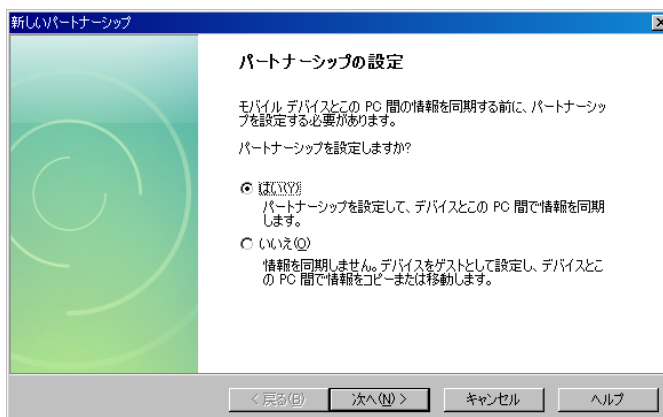 新しいパートナーシップ
パートナーシップの設定
モバイル デバイスとこの PC 間の情報を同期する前に、パートナーシッ
プを設定する必要があります。
パートナーシップを設定しますか?
はい(Y)
パートナーシップを設定して、デバイスとこの PC 間で情報を同期
します。
いいえ(O)
情報を同期しません。デバイスをゲストとして設定し、デバイスとこ
の PC 間で情報をコピーまたは移動します。
< 戻る(B) 次へ(N) > キャンセル ヘルプ